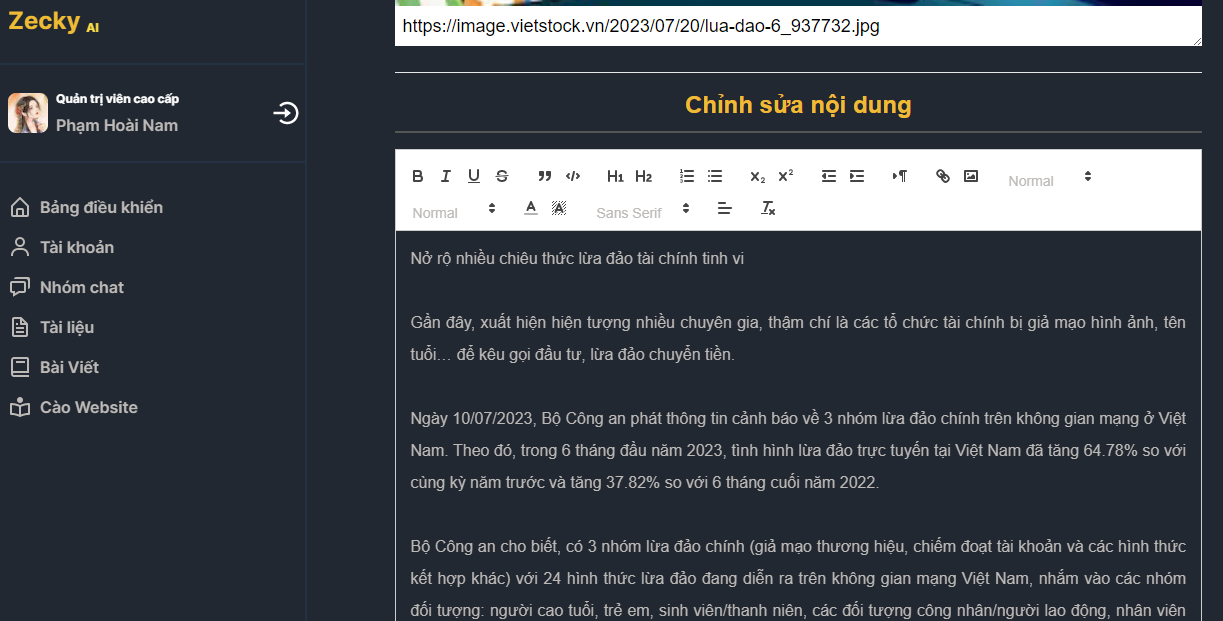 Zecky AI
Quản trị viên cao cấp
Phạm Hoài Nam
Bảng điều khiển
Tài khoản
Nhóm chat
Tài liệu
Bài Viết
Cào Website
https://image.vietstock.vn/2023/07/20/lua-dao-6_937732.jpg
Chỉnh sửa nội dung
B I U S H1 H2 x2 x2 Normal
Normal A A Sans Serif Tx
Nở rộ nhiều chiêu thức lừa đảo tài chính tinh vi
Gần đây, xuất hiện hiện tượng nhiều chuyên gia, thậm chí là các tổ chức tài chính bị giả mạo hình ảnh, tên
tuổi… để kêu gọi đầu tư, lừa đảo chuyển tiền.
Ngày 10/07/2023, Bộ Công an phát thông tin cảnh báo về 3 nhóm lừa đảo chính trên không gian mạng ở Việt
Nam. Theo đó, trong 6 tháng đầu năm 2023, tình hình lừa đảo trực tuyến tại Việt Nam đã tăng 64.78% so với
cùng kỳ năm trước và tăng 37.82% so với 6 tháng cuối năm 2022.
Bộ Công an cho biết, có 3 nhóm lừa đảo chính (giả mạo thương hiệu, chiếm đoạt tài khoản và các hình thức
kết hợp khác) với 24 hình thức lừa đảo đang diễn ra trên không gian mạng Việt Nam, nhắm vào các nhóm
đối tượng: người cao tuổi, trẻ em, sinh viên/thanh niên, các đối tượng công nhân/người lao động, nhân viên